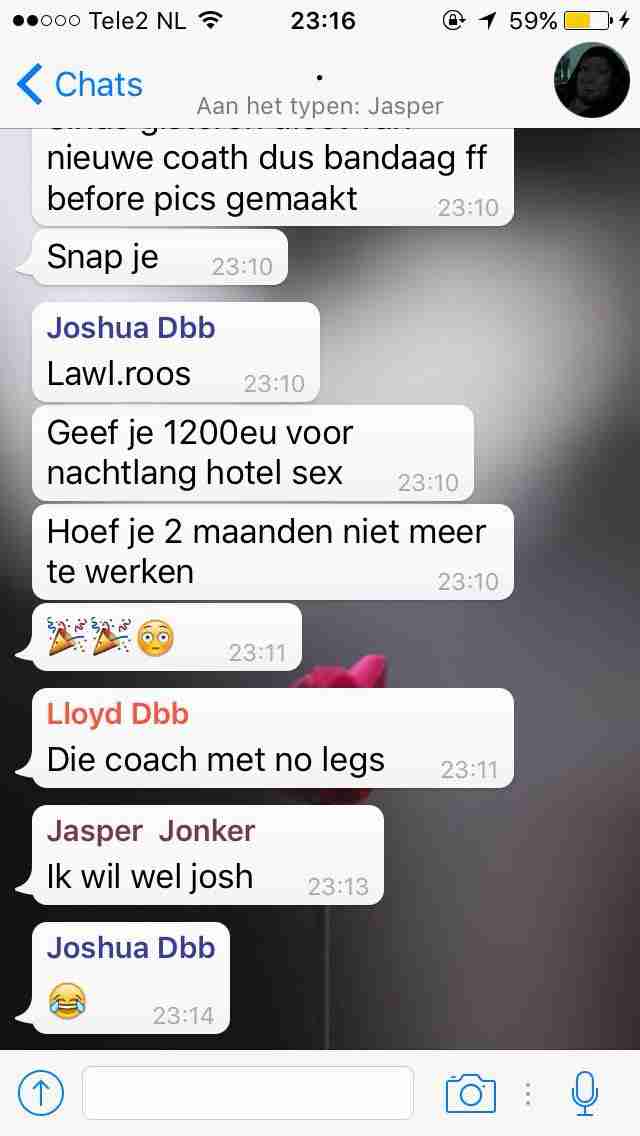 Tele2 NL 23:16 59%
Chats
.
Aan het typen: Jasper
nieuwe coath dus bandaag ff
before pics gemaakt 23:10
Snap je 23:10
Joshua Dbb
Lawl.roos 23:10
Geef je 1200eu voor
nachtlang hotel sex 23:10
Hoef je 2 maanden niet meer
te werken 23:10
🎉🎉😳 23:11
Lloyd Dbb
Die coach met no legs 23:11
Jasper Jonker
Ik wil wel josh 23:13
Joshua Dbb
😂 23:14